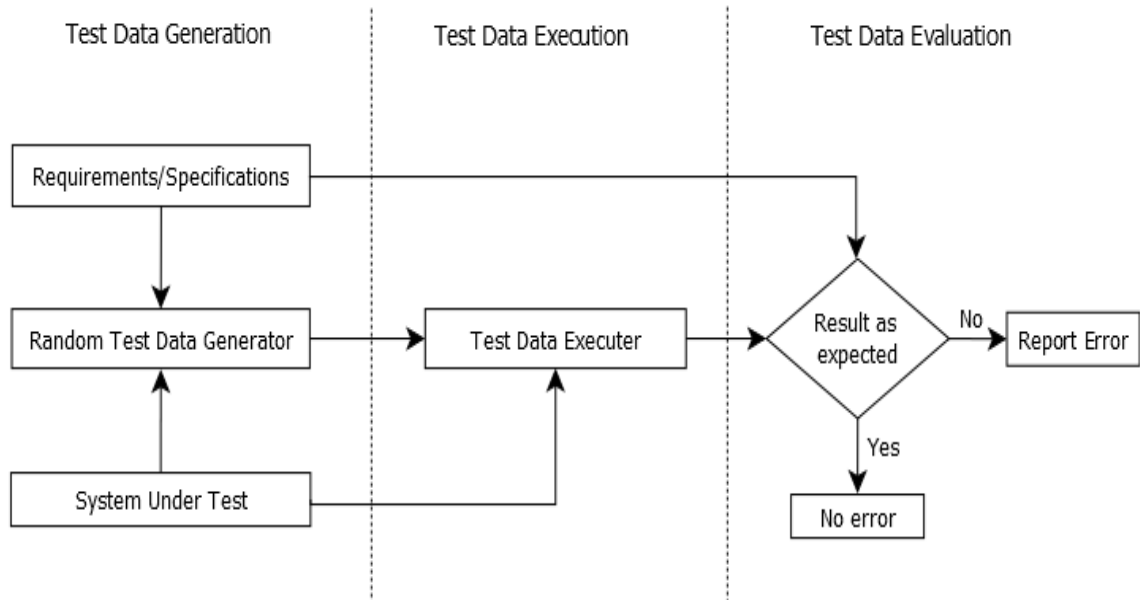 Test Data Generation
Test Data Execution
Test Data Evaluation
Requirements/Specifications
Random Test Data Generator
Test Data Executer
Result as
expected
No
Report Error
Yes
System Under Test
No error